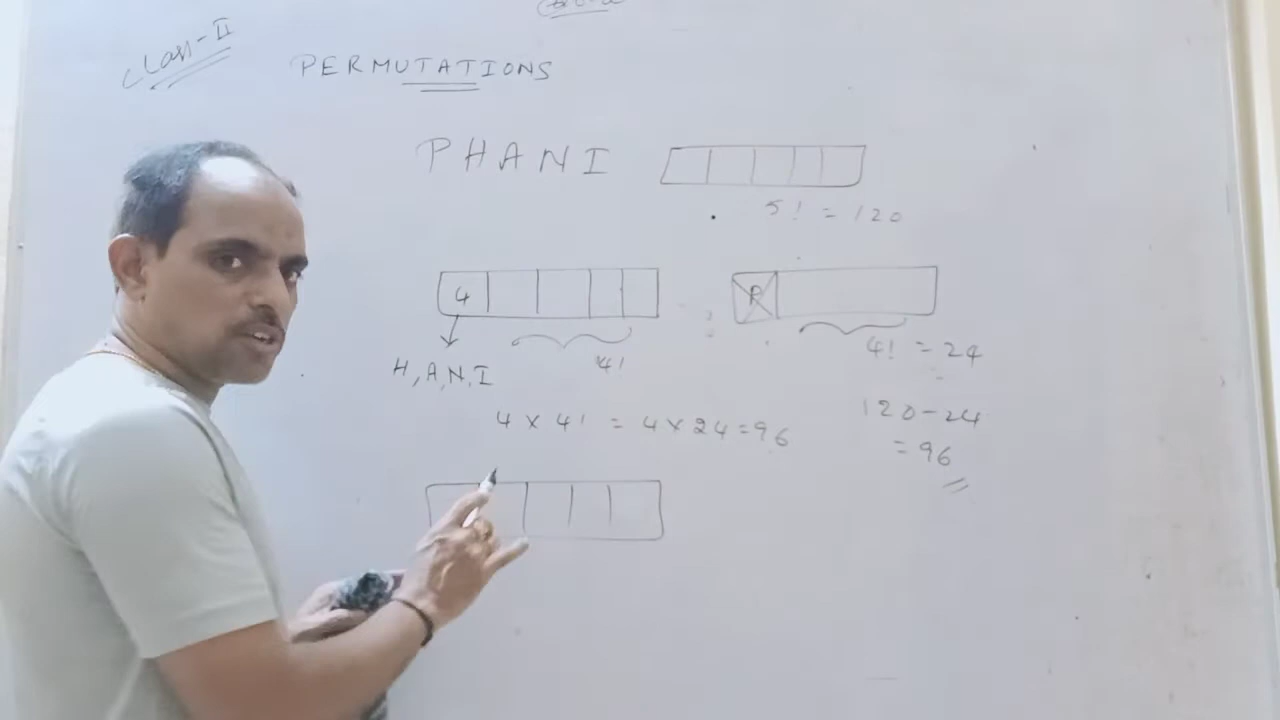 Class-II
PERMUTATIONS
PHANI
5! = 120
4
P
4!
4! = 24
H, A, N, I
4 × 4! = 4 × 24 = 96
120-24
= 96